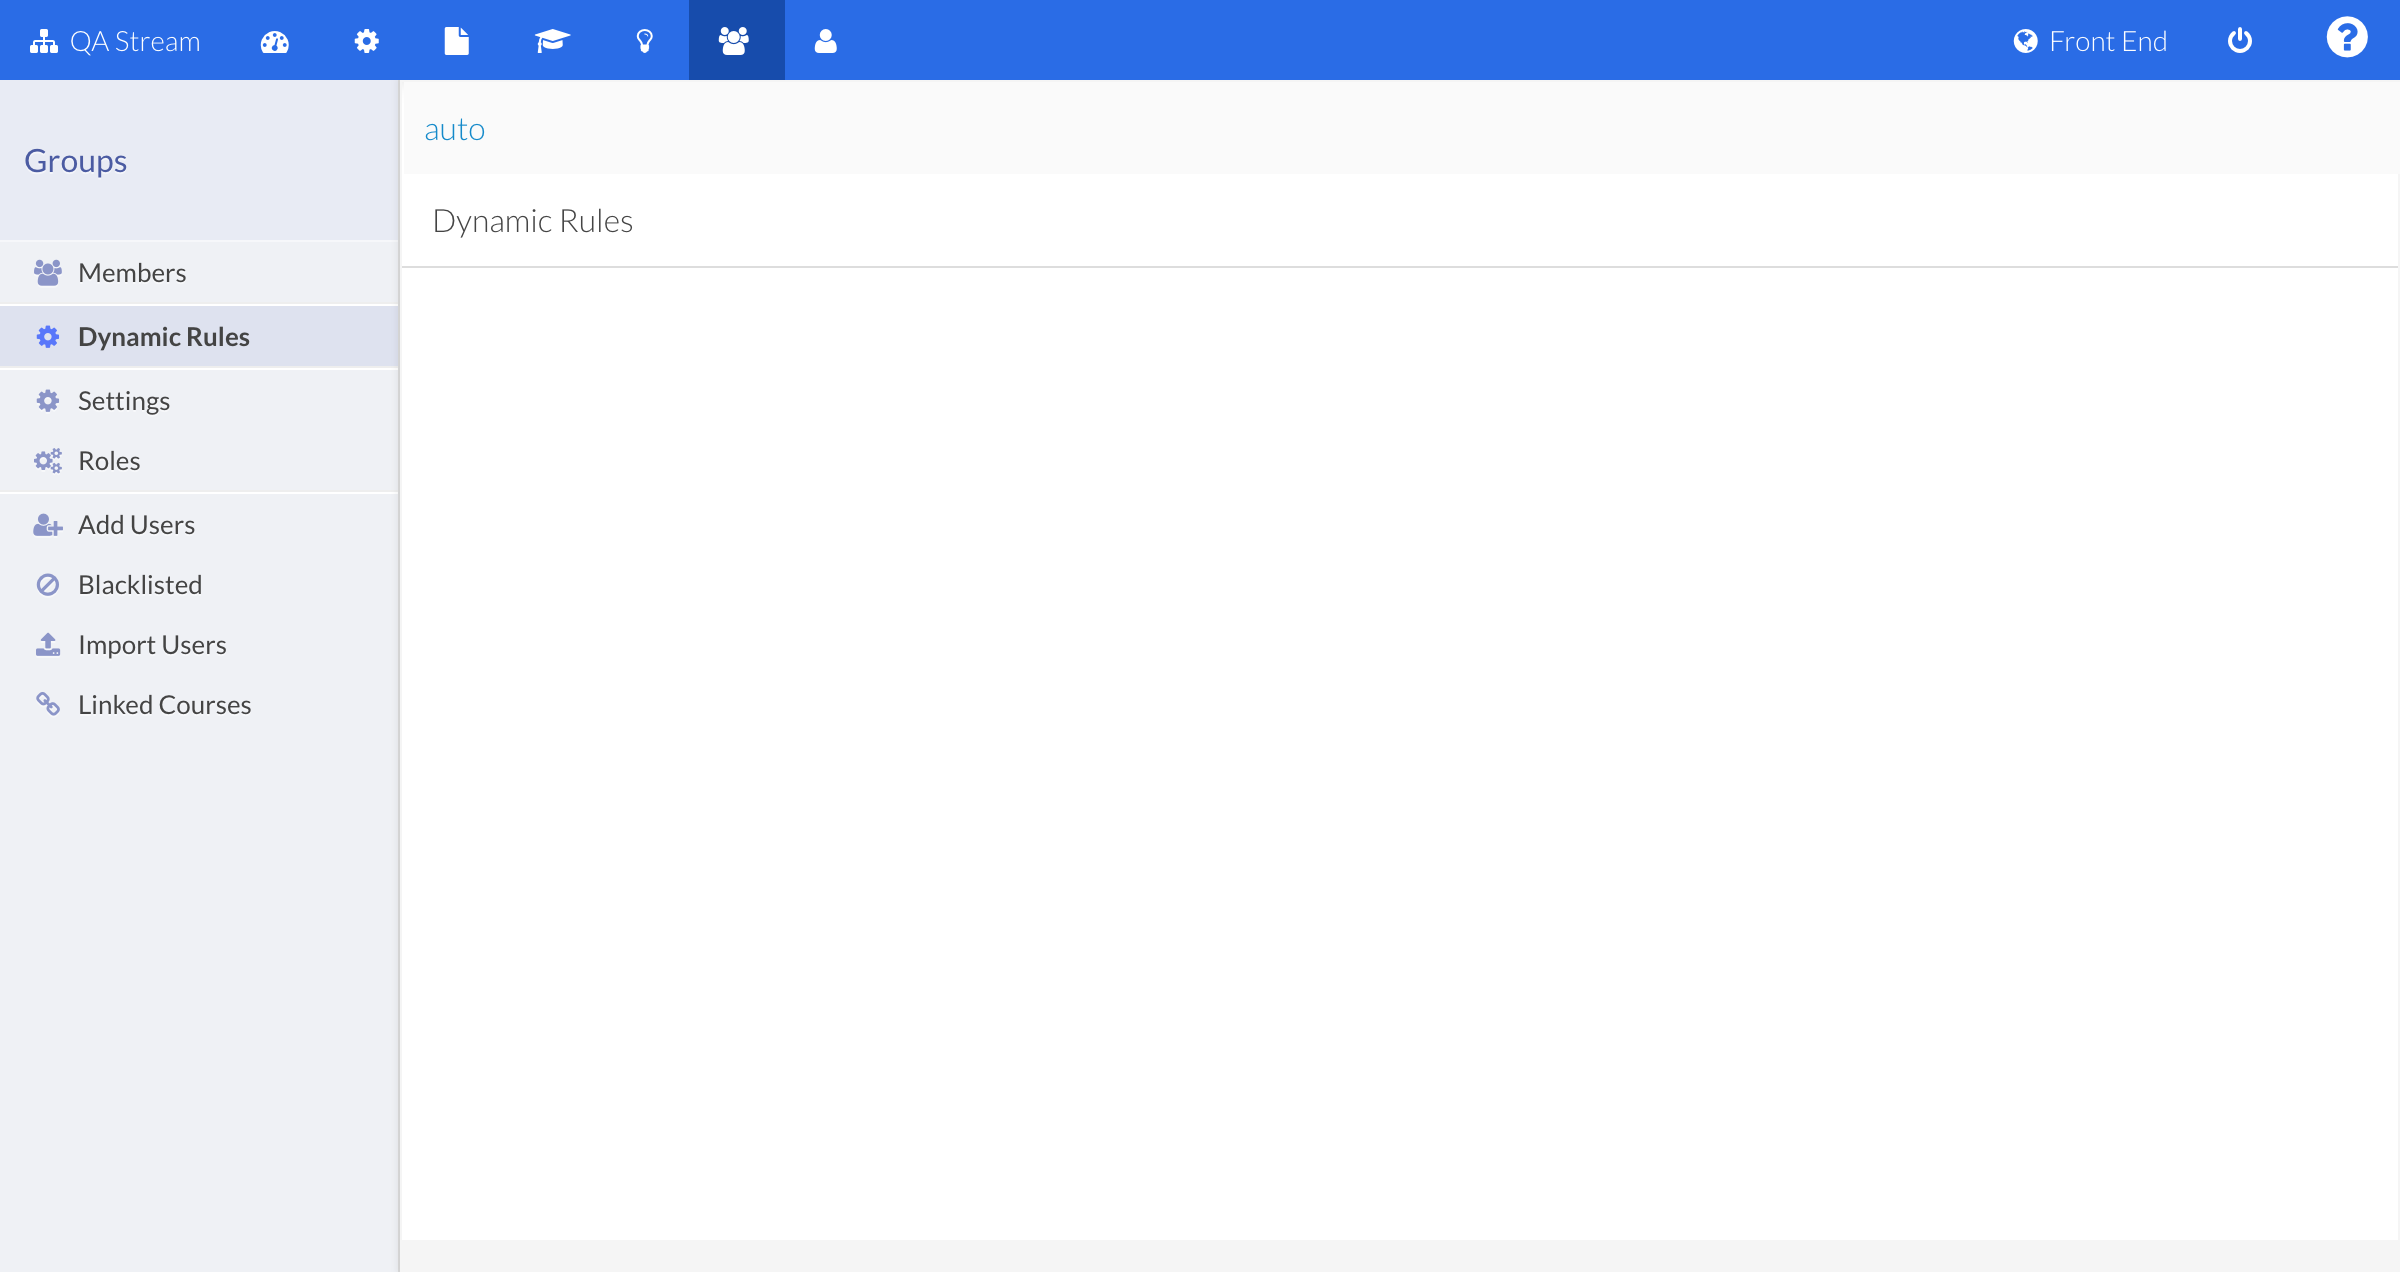 QA Stream
Front End
Groups
Members
Dynamic Rules
Settings
Roles
Add Users
Blacklisted
Import Users
Linked Courses
auto
Dynamic Rules